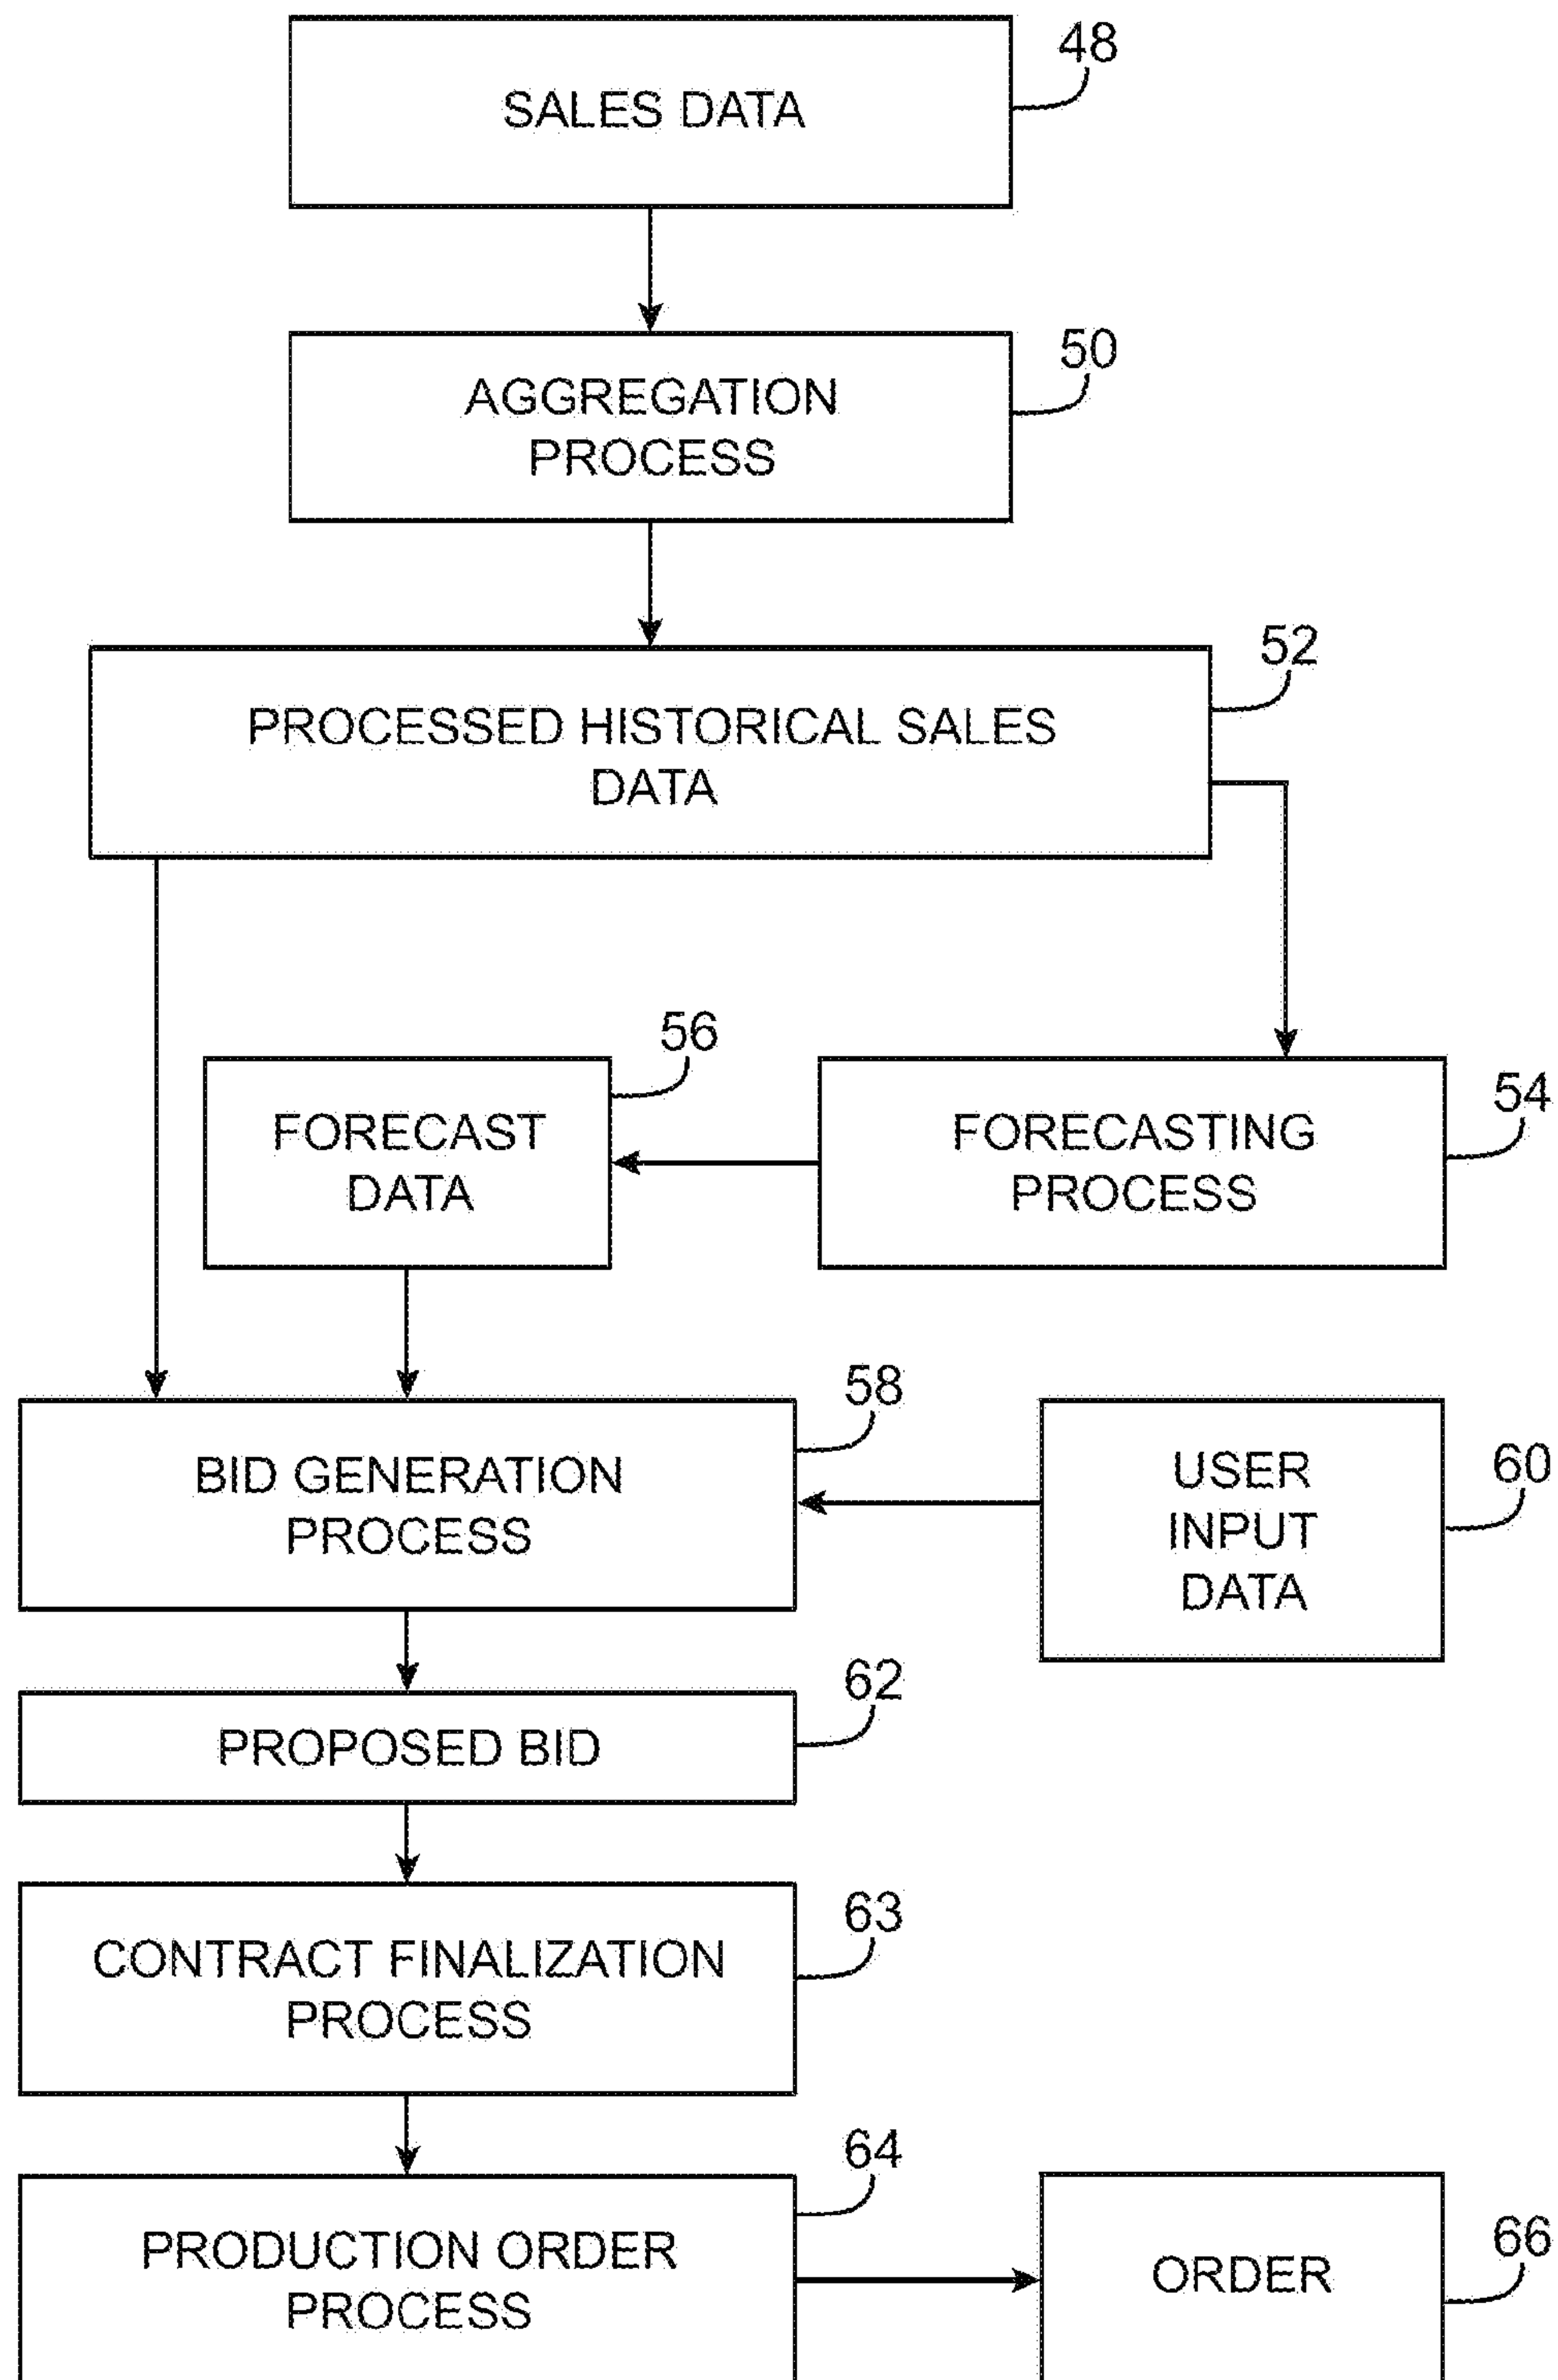 48
SALES DATA
50
AGGREGATION
PROCESS
52
PROCESSED HISTORICAL SALES
DATA
56
FORECAST
DATA
54
FORECASTING
PROCESS
58
BID GENERATION
PROCESS
60
USER
INPUT
DATA
62
PROPOSED BID
63
CONTRACT FINALIZATION
PROCESS
64
PRODUCTION ORDER
PROCESS
66
ORDER